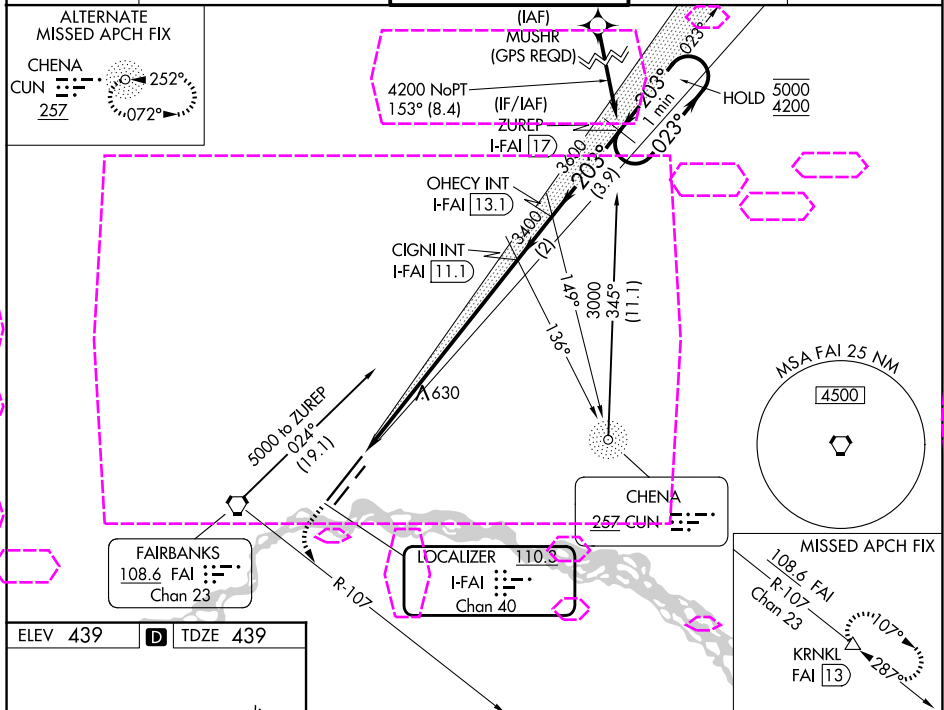 ALTERNATE
MISSED APCH FIX
CHENA
CUN
257
252°
072°
(IAF)
MUSHR
(GPS REQD)
4200 NoPT
153° (8.4)
(IF/IAF)
ZUREP
I-FAI 17
023°
203°
1 min
023°
HOLD
5000
4200
3600
203°
(3.9)
OHECY INT
I-FAI 13.1
3400
(2)
CIGNI INT
I-FAI 11.1
149°
136°
3000
345°
(11.1)
630
5000 to ZUREP
024°
(19.1)
MSA FAI 25 NM
4500
CHENA
257 CUN
FAIRBANKS
108.6 FAI
Chan 23
R-107
LOCALIZER 110.3
I-FAI
Chan 40
MISSED APCH FIX
108.6 FAI
R-107
Chan 23
107°
287°
KRNKL
FAI 13
ELEV 439 D TDZE 439